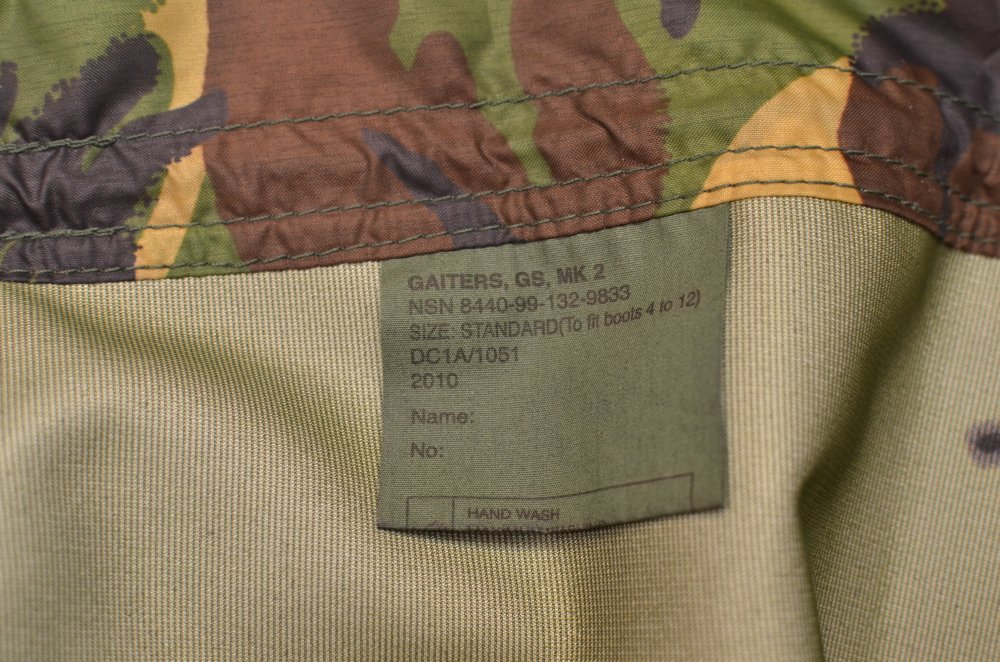 GAITERS, GS, MK 2
NSN 8440-99-132-9833
SIZE: STANDARD(To fit boots 4 to 12)
DC1A/1051
2010
Name:
No:
HAND WASH